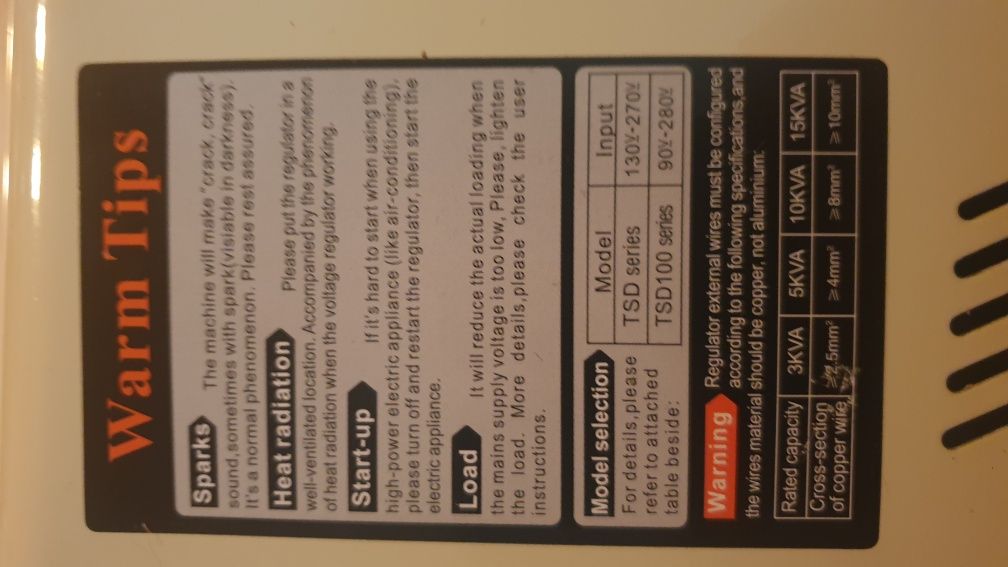 Warm Tips
Sparks The machine will make "crack, crack"
sound,sometimes with spark(visiable in darkness).
It's a normal phenomenon. Please rest assured.
Heat radiation Please put the regulator in a
well-ventilated location. Accompanied by the phenomenon
of heat radiation when the voltage regulator working.
Start-up If it's hard to start when using the
high-power electric appliance (like air-conditioning),
please turn off and restart the regulator, then start the
electric appliance.
Load It will reduce the actual loading when
the mains supply voltage is too low, Please, lighten
the load. More details,please check the user
instructions.
Model selection
For details,please
refer to attached
table beside:
Model Input
TSD series 130V-270V
TSD100 series 90V-280V
Warning Regulator external wires must be configured
according to the following specifications,and
the wires material should be copper, not aluminium:
Rated capacity 3KVA 5KVA 10KVA 15KVA
Cross-section
of copper wire ≥2.5mm² ≥4mm² ≥8mm² ≥10mm²